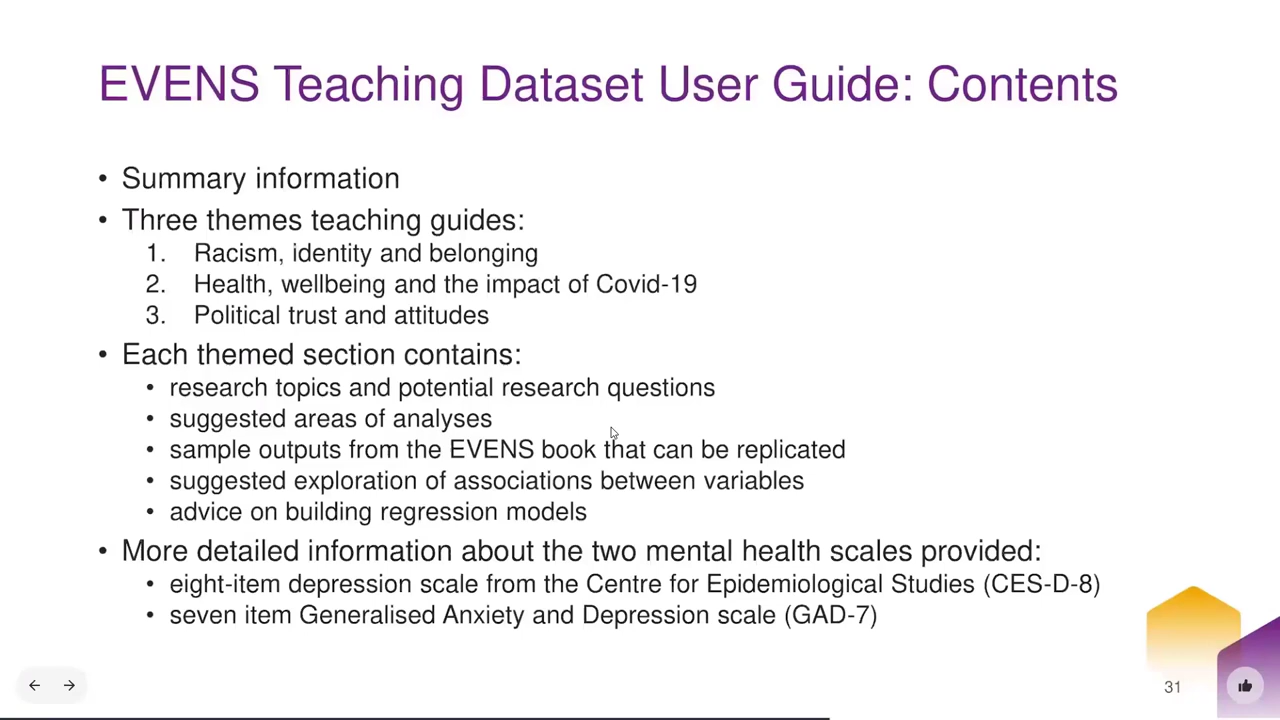 EVENS Teaching Dataset User Guide: Contents
• Summary information
• Three themes teaching guides:
1. Racism, identity and belonging
2. Health, wellbeing and the impact of Covid-19
3. Political trust and attitudes
• Each themed section contains:
• research topics and potential research questions
• suggested areas of analyses
• sample outputs from the EVENS book that can be replicated
• suggested exploration of associations between variables
• advice on building regression models
• More detailed information about the two mental health scales provided:
• eight-item depression scale from the Centre for Epidemiological Studies (CES-D-8)
• seven item Generalised Anxiety and Depression scale (GAD-7)
31